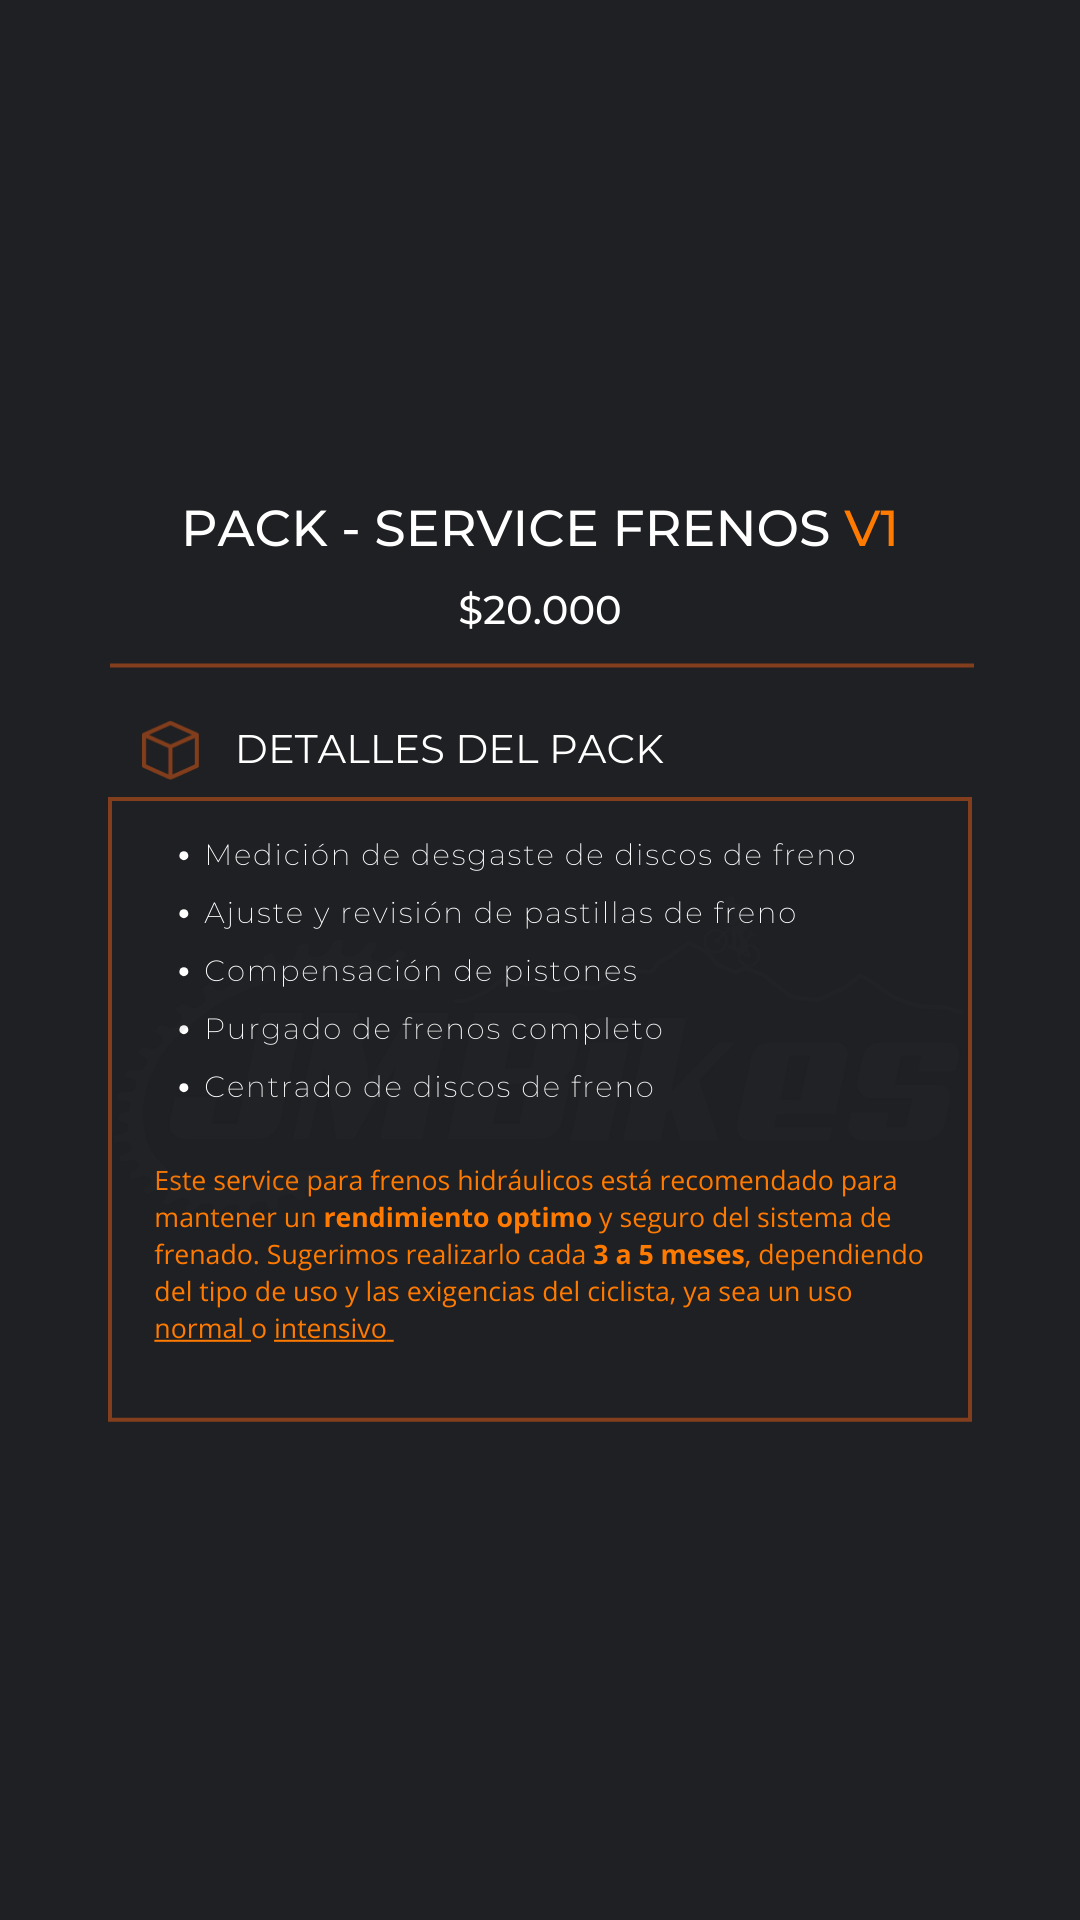 PACK - SERVICE FRENOS V1
$20.000
DETALLES DEL PACK
• Medición de desgaste de discos de freno
• Ajuste y revisión de pastillas de freno
• Compensación de pistones
• Purgado de frenos completo
• Centrado de discos de freno
JMBikes
Este service para frenos hidráulicos está recomendado para
mantener un rendimiento optimo y seguro del sistema de
frenado. Sugerimos realizarlo cada 3 a 5 meses, dependiendo
del tipo de uso y las exigencias del ciclista, ya sea un uso
normal o intensivo